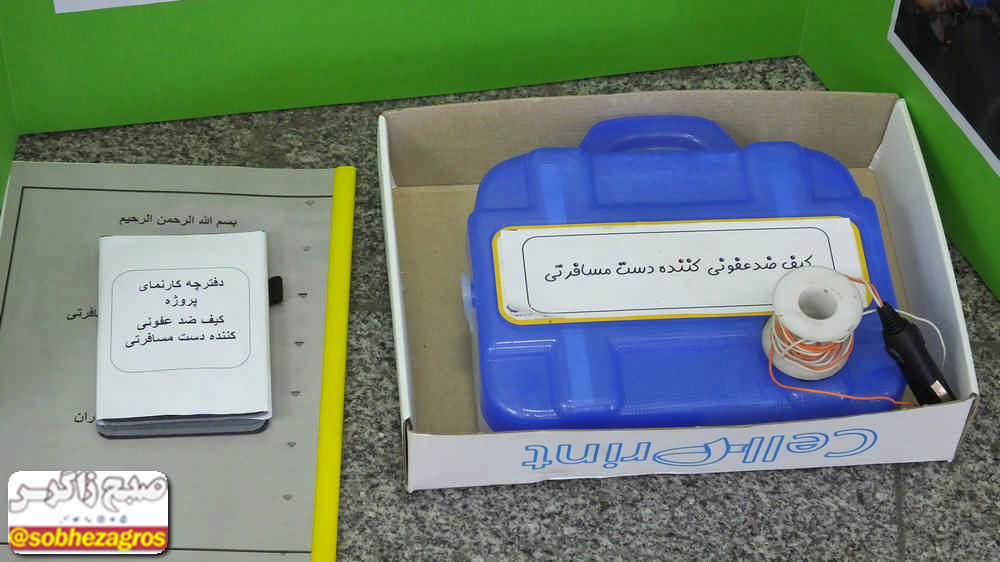 بسم الله الرحمن الرحیم
دفترچه کارنمای
پروژه
کیف ضد عفونی
کننده دست مسافرتی
کیف ضدعفونی کننده دست مسافرتی
cellprint
صبح زاگرس
@sobhezagros